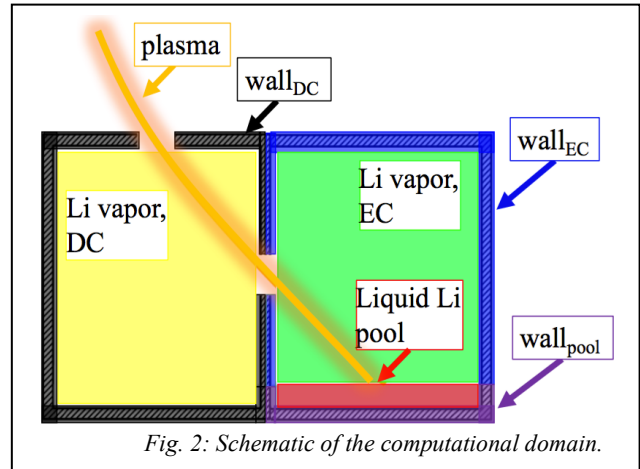 plasma
wall_DC
wall_EC
Li vapor,
DC
Li vapor,
EC
Liquid Li
pool
wall_pool
Fig. 2: Schematic of the computational domain.